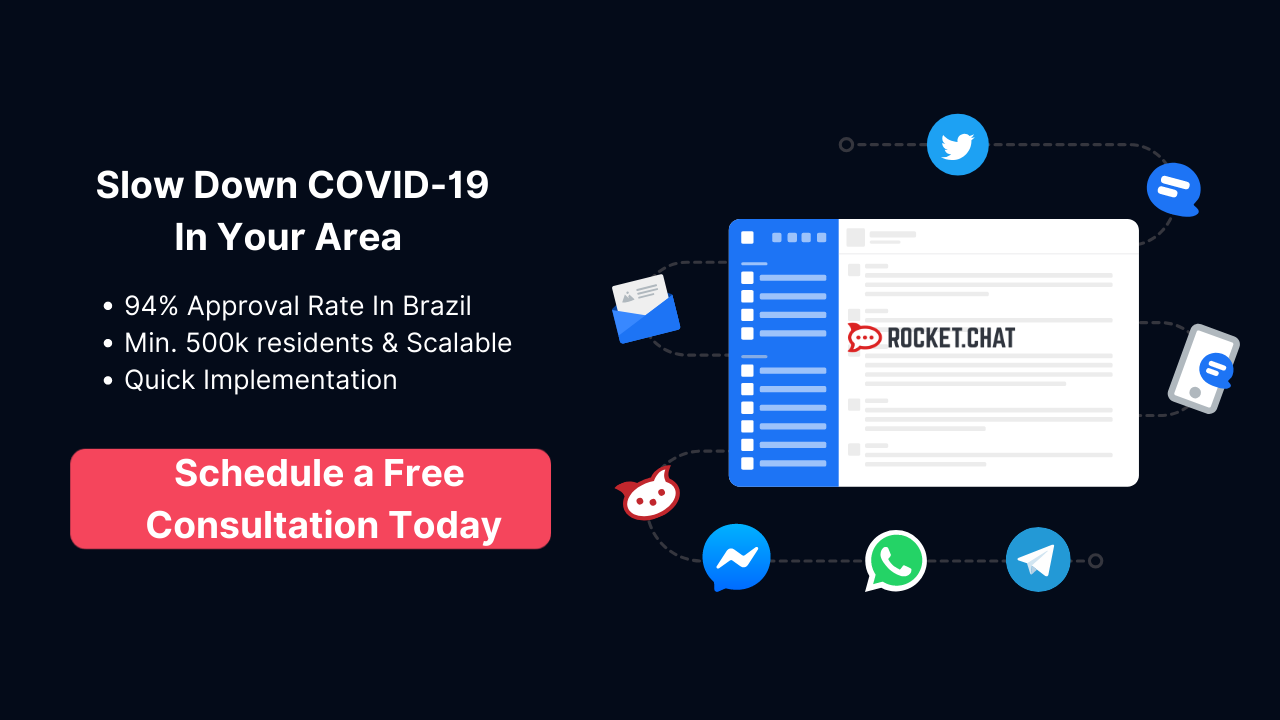 Slow Down COVID-19
In Your Area
• 94% Approval Rate In Brazil
• Min. 500k residents & Scalable
• Quick Implementation
Schedule a Free
Consultation Today
ROCKET.CHAT